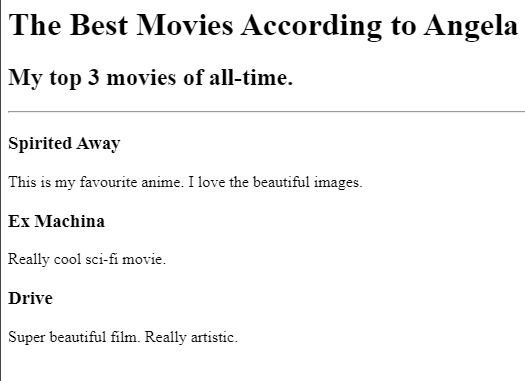 The Best Movies According to Angela
My top 3 movies of all-time.
Spirited Away
This is my favourite anime. I love the beautiful images.
Ex Machina
Really cool sci-fi movie.
Drive
Super beautiful film. Really artistic.